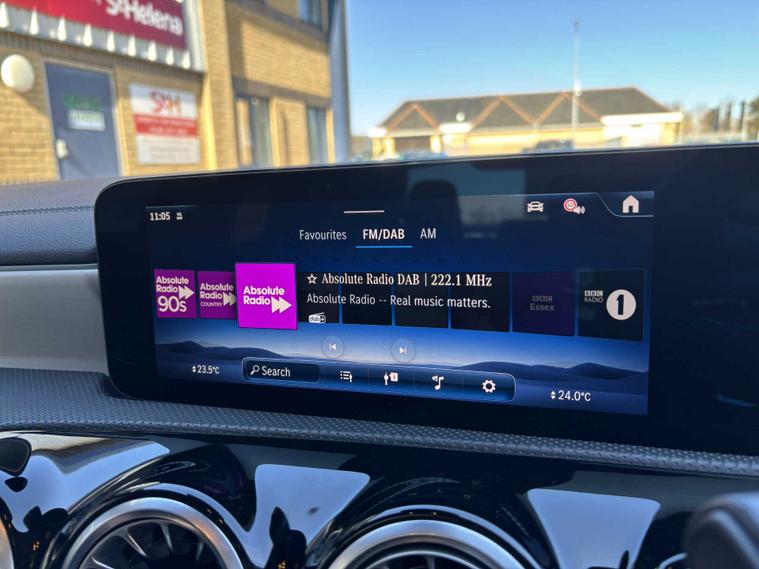 St Helena
11:05
Favourites FM/DAB AM
Absolute Radio 90s
Absolute Radio COUNTRY
Absolute Radio
☆ Absolute Radio DAB | 222.1 MHz
Absolute Radio -- Real music matters.
dab
BBC Essex
BBC RADIO 1
23.5°C
Search
24.0°C